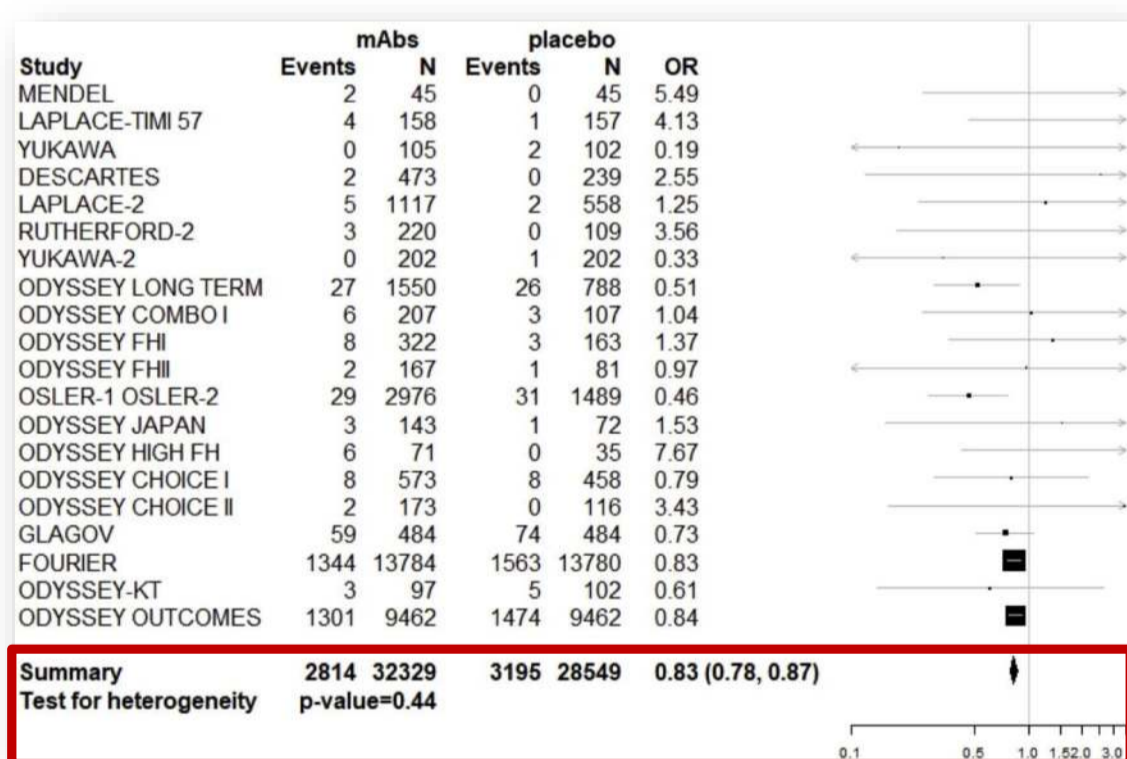 mAbs placebo
Study Events N Events N OR
MENDEL 2 45 0 45 5.49
LAPLACE-TIMI 57 4 158 1 157 4.13
YUKAWA 0 105 2 102 0.19
DESCARTES 2 473 0 239 2.55
LAPLACE-2 5 1117 2 558 1.25
RUTHERFORD-2 3 220 0 109 3.56
YUKAWA-2 0 202 1 202 0.33
ODYSSEY LONG TERM 27 1550 26 788 0.51
ODYSSEY COMBO I 6 207 3 107 1.04
ODYSSEY FHI 8 322 3 163 1.37
ODYSSEY FHII 2 167 1 81 0.97
OSLER-1 OSLER-2 29 2976 31 1489 0.46
ODYSSEY JAPAN 3 143 1 72 1.53
ODYSSEY HIGH FH 6 71 0 35 7.67
ODYSSEY CHOICE I 8 573 8 458 0.79
ODYSSEY CHOICE II 2 173 0 116 3.43
GLAGOV 59 484 74 484 0.73
FOURIER 1344 13784 1563 13780 0.83
ODYSSEY-KT 3 97 5 102 0.61
ODYSSEY OUTCOMES 1301 9462 1474 9462 0.84
Summary 2814 32329 3195 28549 0.83 (0.78, 0.87)
Test for heterogeneity p-value=0.44
0.1 0.5 1.0 1.5 2.0 3.0